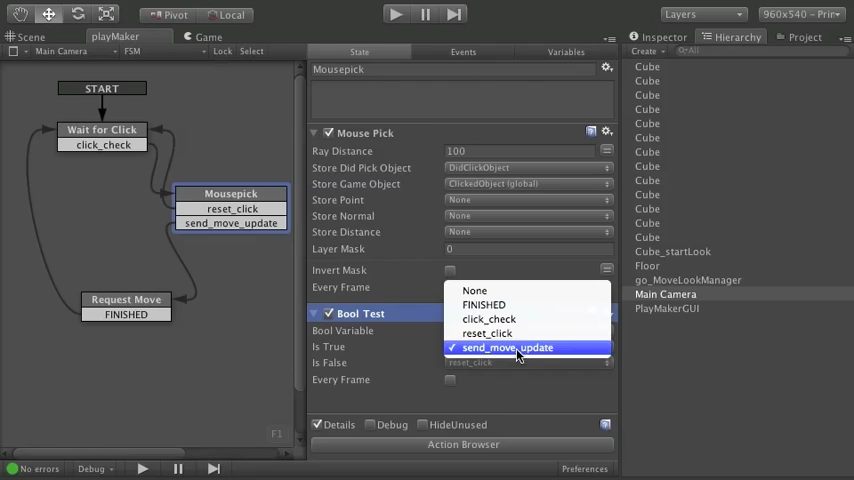 Pivot Local Layers 960x540 - Prim
Scene playMaker Game Inspector Hierarchy Project
Main Camera FSM Lock Select State Events Variables Create All
START
Wait for Click
click_check
Mousepick
reset_click
send_move_update
Request Move
FINISHED
F1
No errors Debug
Mousepick
Mouse Pick
Ray Distance 100
Store Did Pick Object DidClickObject
Store Game Object ClickedObject (global)
Store Point None
Store Normal None
Store Distance None
Layer Mask 0
Invert Mask
Every Frame
Bool Test
Bool Variable
Is True
Is False reset_click
Every Frame
None
FINISHED
click_check
reset_click
send_move_update
Details Debug HideUnused
Action Browser
Preferences
Cube
Cube
Cube
Cube
Cube
Cube
Cube
Cube
Cube
Cube
Cube
Cube
Cube
Cube_startLook
Floor
go_MoveLookManager
Main Camera
PlayMakerGUI